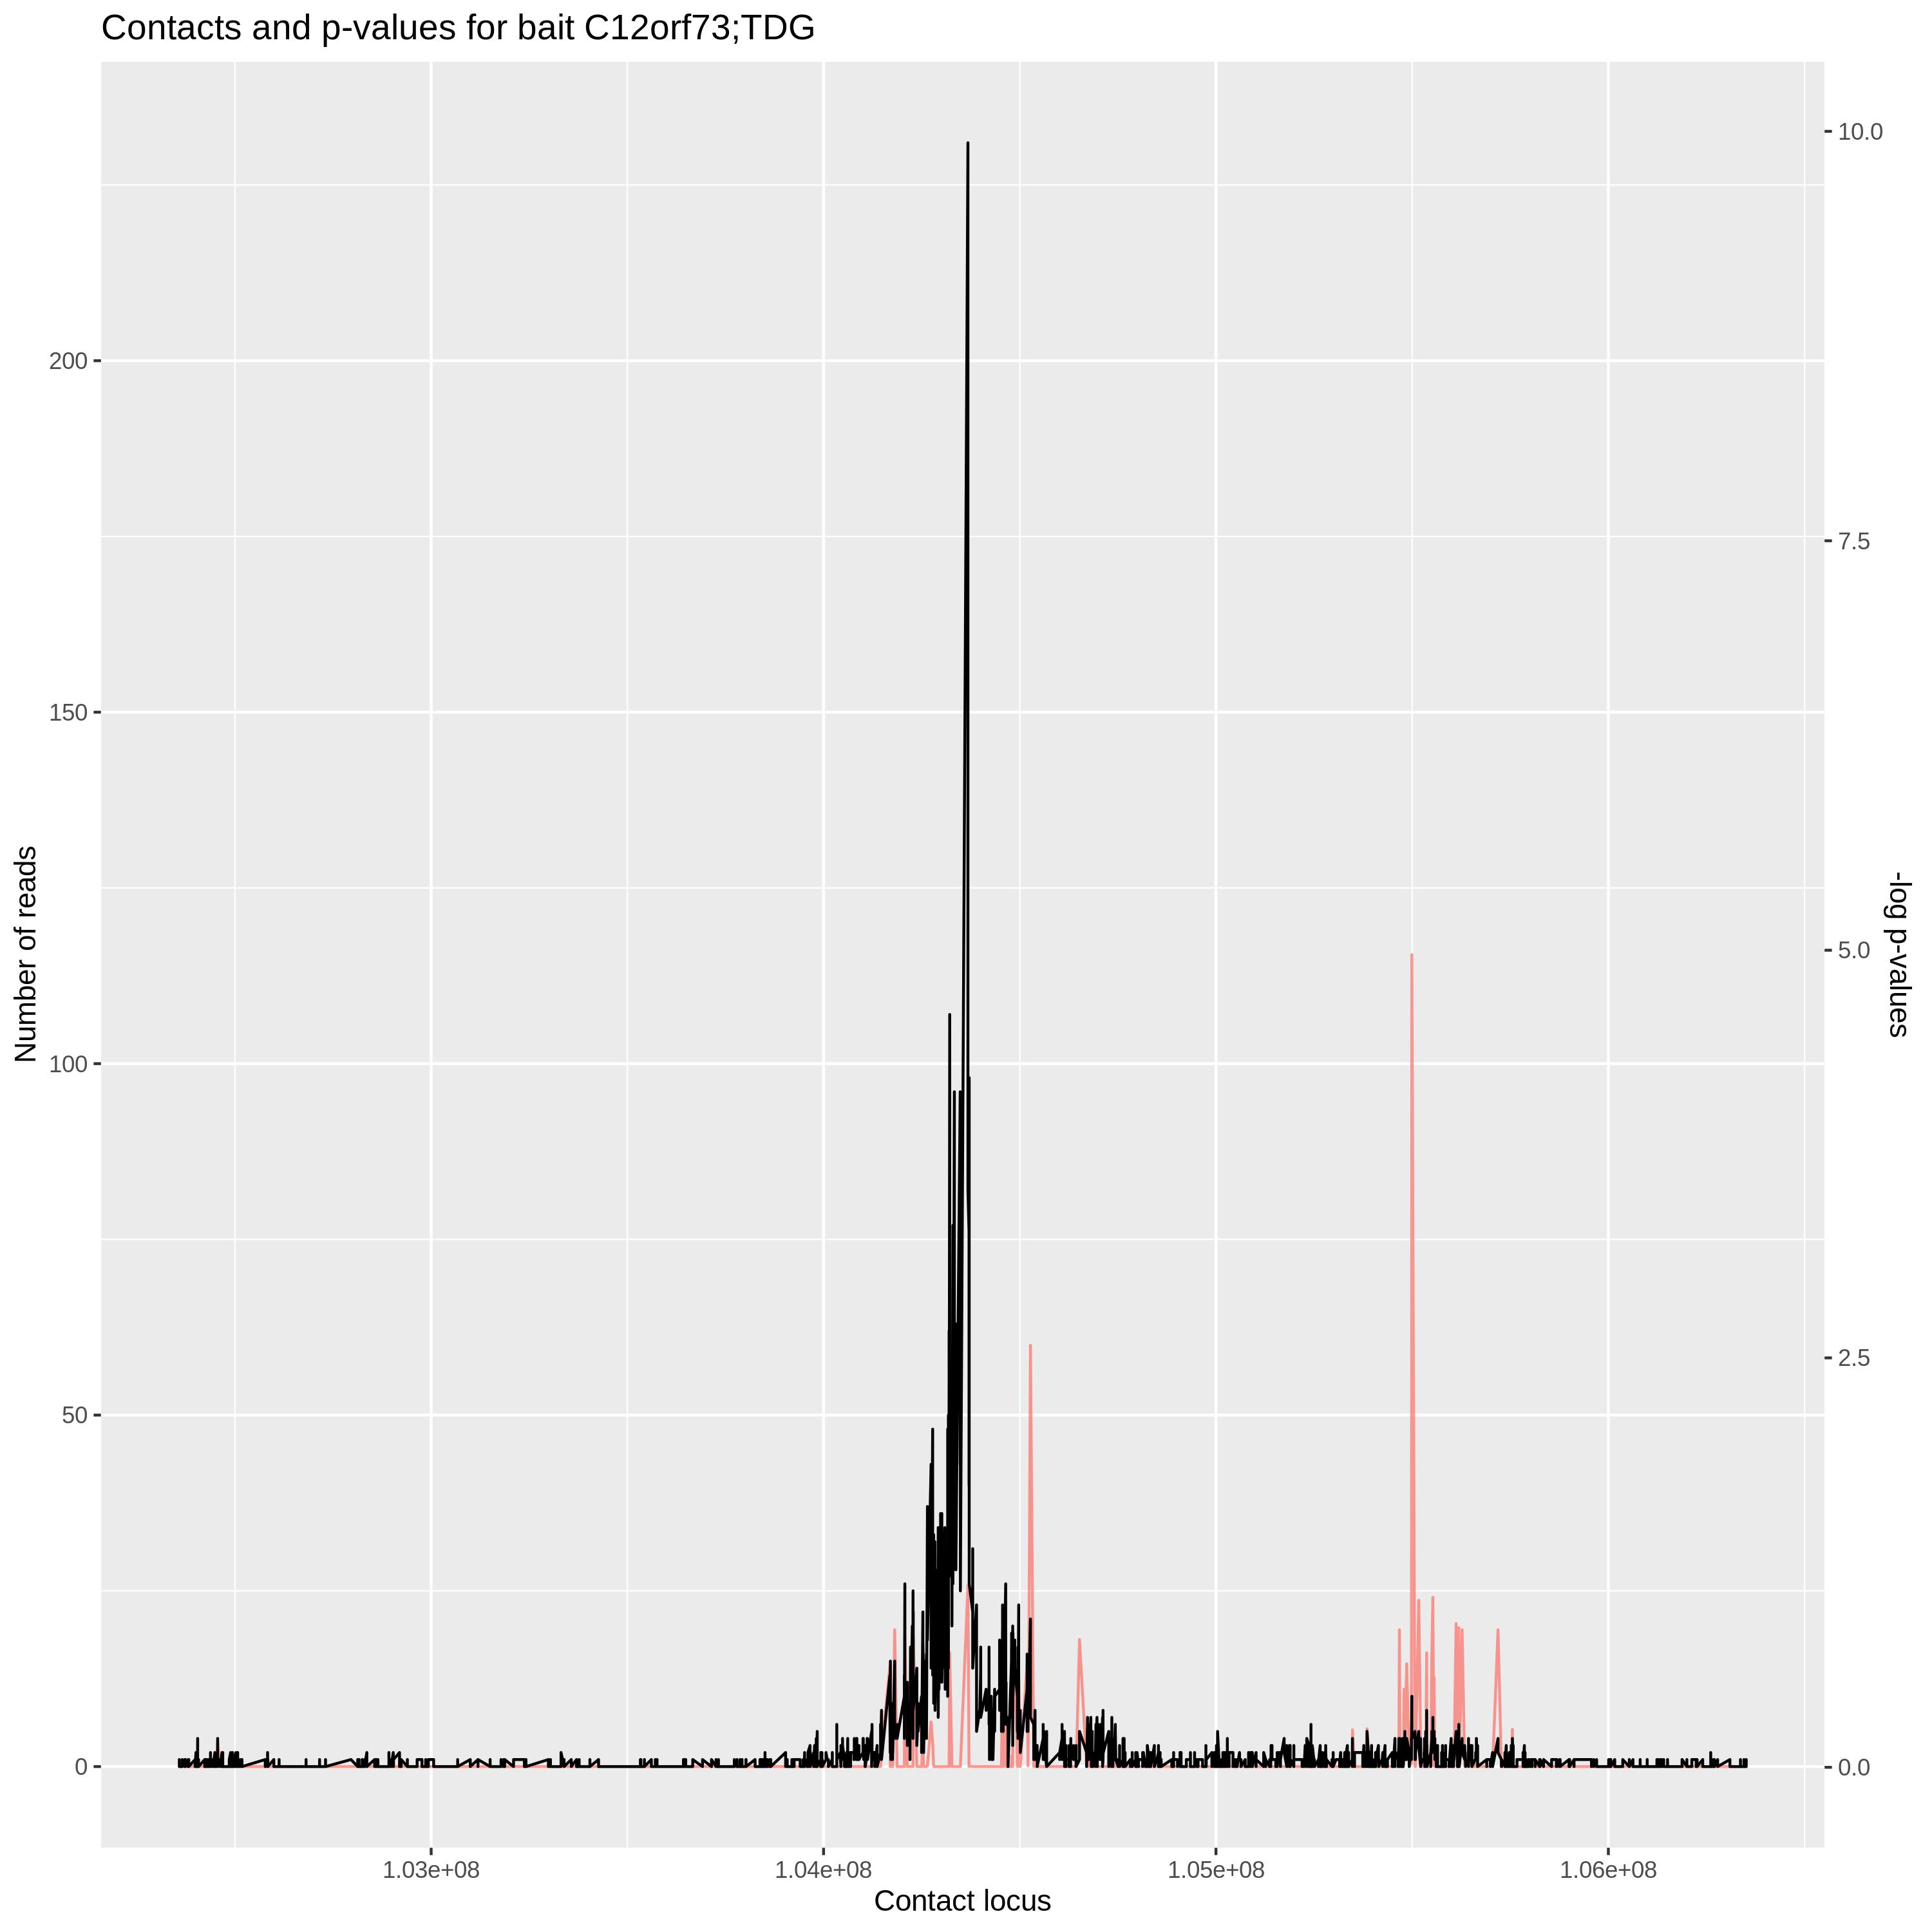 Contacts and p-values for bait C12orf73;TDG
10.0
200
7.5
150
Number of reads
-log p-values
5.0
100
2.5
50
0
0.0
1.03e+08
1.04e+08
1.05e+08
1.06e+08
Contact locus